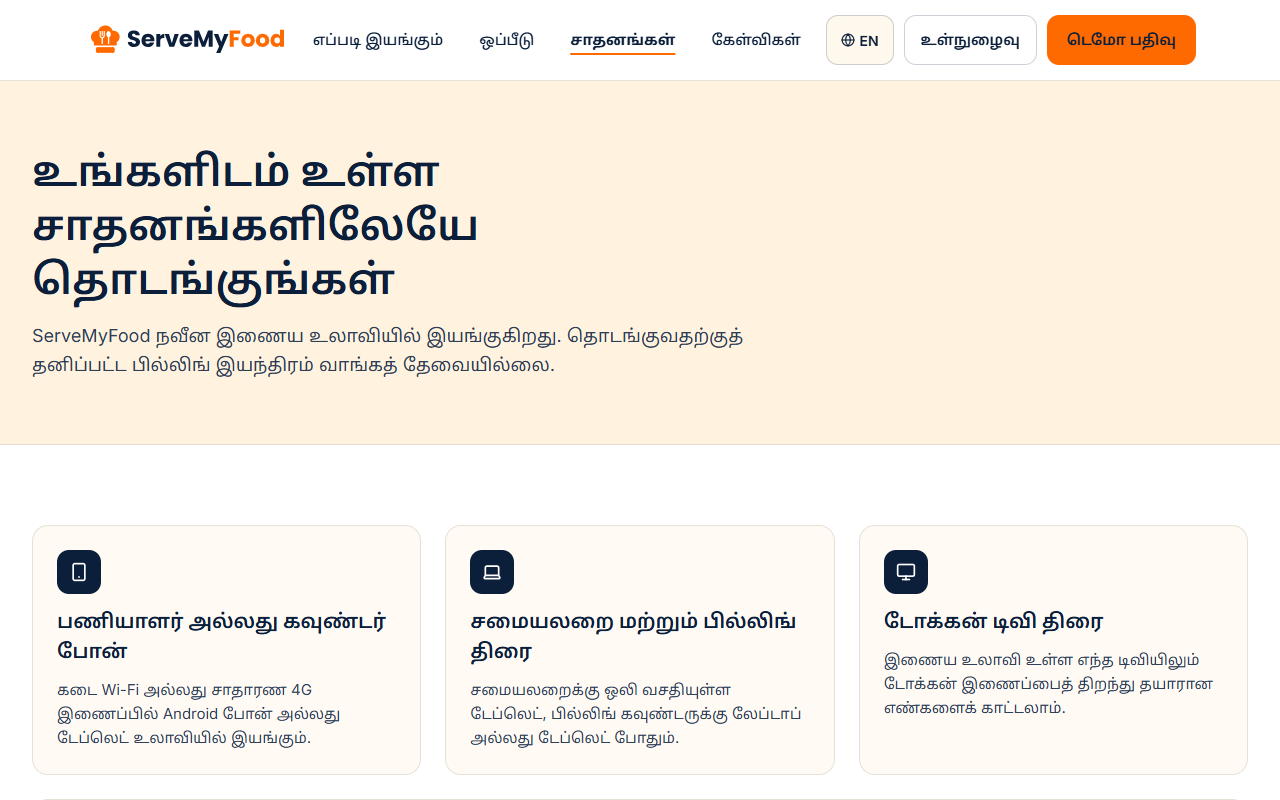 ServeMyFood
எப்படி இயங்கும்
ஒப்பீடு
சாதனங்கள்
கேள்விகள்
EN
உள்நுழைவு
டெமோ பதிவு
உங்களிடம் உள்ள
சாதனங்களிலேயே
தொடங்குங்கள்
ServeMyFood நவீன இணைய உலாவியில் இயங்குகிறது. தொடங்குவதற்குத்
தனிப்பட்ட பில்லிங் இயந்திரம் வாங்கத் தேவையில்லை.
பணியாளர் அல்லது கவுண்டர்
போன்
கடை Wi-Fi அல்லது சாதாரண 4G
இணைப்பில் Android போன் அல்லது
டேப்லெட் உலாவியில் இயங்கும்.
சமையலறை மற்றும் பில்லிங்
திரை
சமையலறைக்கு ஒலி வசதியுள்ள
டேப்லெட், பில்லிங் கவுண்டருக்கு லேப்டாப்
அல்லது டேப்லெட் போதும்.
டோக்கன் டிவி திரை
இணைய உலாவி உள்ள எந்த டிவியிலும்
டோக்கன் இணைப்பைத் திறந்து தயாரான
எண்களைக் காட்டலாம்.